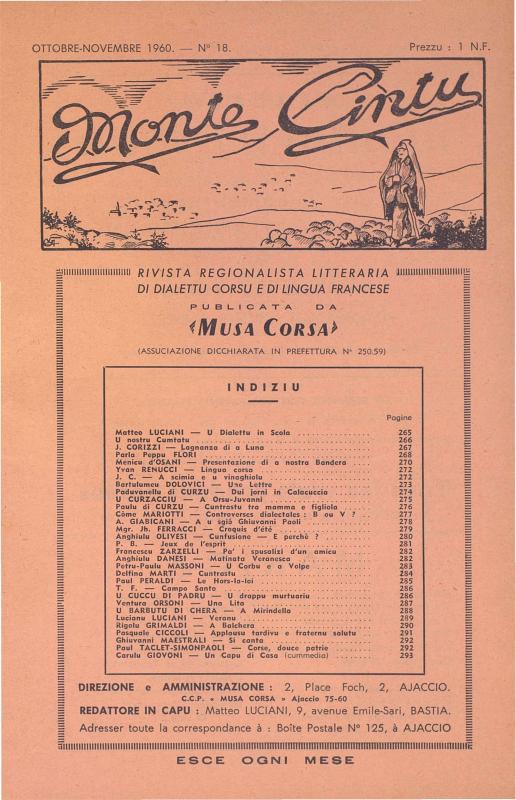 OTTOBRE-NOVEMBRE 1960. — N° 18. Prezzu : 1 N.F.
Monte Cintu
RIVISTA REGIONALISTA LITTERARIA
DI DIALETTU CORSU E DI LINGUA FRANCESE
PUBLICATA DA
«MUSA CORSA»
(ASSUCIAZIONE DICCHIARATA IN PREFETTURA N° 250.59)
INDIZIU
Pagine
Matteo LUCIANI — U Dialettu in Scola 265
U nostru Cumtatu 266
J. CORIZZI — Lagnanza di a Luna 267
Parla Peppu FLORI 268
Menicu d'OSANI — Presentazione di a nostra Bandera 270
Yvan RENUCCI — Lingua corsa 272
J. C. — A scimia e u vinaghiolu 272
Bartulumeu DOLOVICI — Une Lettre 273
Paduvanellu di CURZU — Dui jorni in Calacuccia 274
U CURZACCIU — A Orsu-Juvanni 275
Paulu di CURZU — Cuntrastu tra mamma e figliola 276
Côme MARIOTTI — Controverses dialectales : B ou V ? 277
A. GIABICANI — A u sgiò Ghiuvanni Paoli 278
Mgr. Jh. FERRACCI — Croquis d'été 279
Anghiulu OLIVESI — Cunfusione — E perchè ? 280
P. B. — Jeux de l'esprit 281
Francescu ZARZELLI — Pa' i spusalizi d'un amicu 282
Anghiulu DANESI — Matinata Veranesca 282
Petru-Paulu MASSONI — U Corbu e a Volpe 283
Delfina MARTI — Cuntrastu 284
Paul PERALDI — Le Hors-la-loi 285
T. F. — Campo Santo 286
U CUCCU DI PADRU — U drappu murtuariu 286
Ventura ORSONI — Una Lita 287
U BARBUTU DI CHERA — A Mirindella 288
Lucianu LUCIANI — Veranu 289
Rigolu GRIMALDI — A Balchera 290
Pasquale CICCOLI — Applausu tardivu e fraternu salutu 291
Ghiuvanni MAESTRALI — Si canta 292
Paul TACLET-SIMONPAOLI — Corse, douce patrie 292
Carulu GIOVONI — Un Capu di Casa (cummedia) 293
DIREZIONE e AMMINISTRAZIONE : 2, Place Foch, 2, AJACCIO.
C.C.P. « MUSA CORSA » Ajaccio 75-60
REDATTORE IN CAPU : Matteo LUCIANI, 9, avenue Emile-Sari, BASTIA.
Adresser toute la correspondance à : Boîte Postale N° 125, à AJACCIO
ESCE OGNI MESE